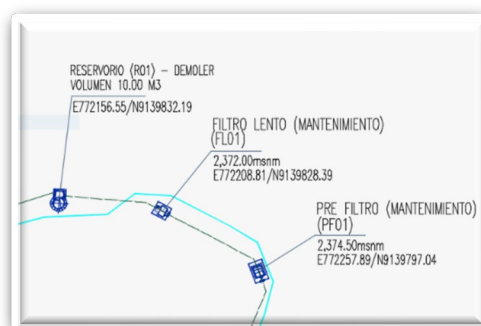 RESERVORIO (R01) - DEMOLER
VOLUMEN 10.00 M3
E772156.55/N9139832.19
FILTRO LENTO (MANTENIMIENTO)
(FL01)
2,372.00msnm
E772208.81/N9139828.39
PRE FILTRO (MANTENIMIENTO)
(PF01)
2,374.50msnm
E772257.89/N9139797.04